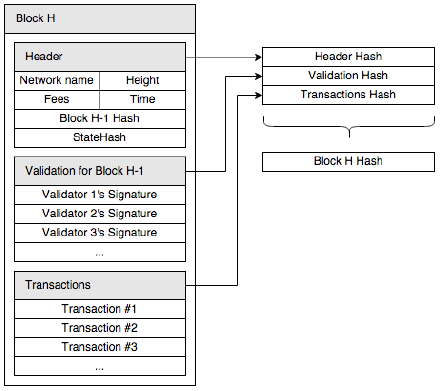 Block H
Header
Network name Height
Fees Time
Block H-1 Hash
StateHash
Validation for Block H-1
Validator 1's Signature
Validator 2's Signature
Validator 3's Signature
...
Transactions
Transaction #1
Transaction #2
Transaction #3
...
Header Hash
Validation Hash
Transactions Hash
Block H Hash